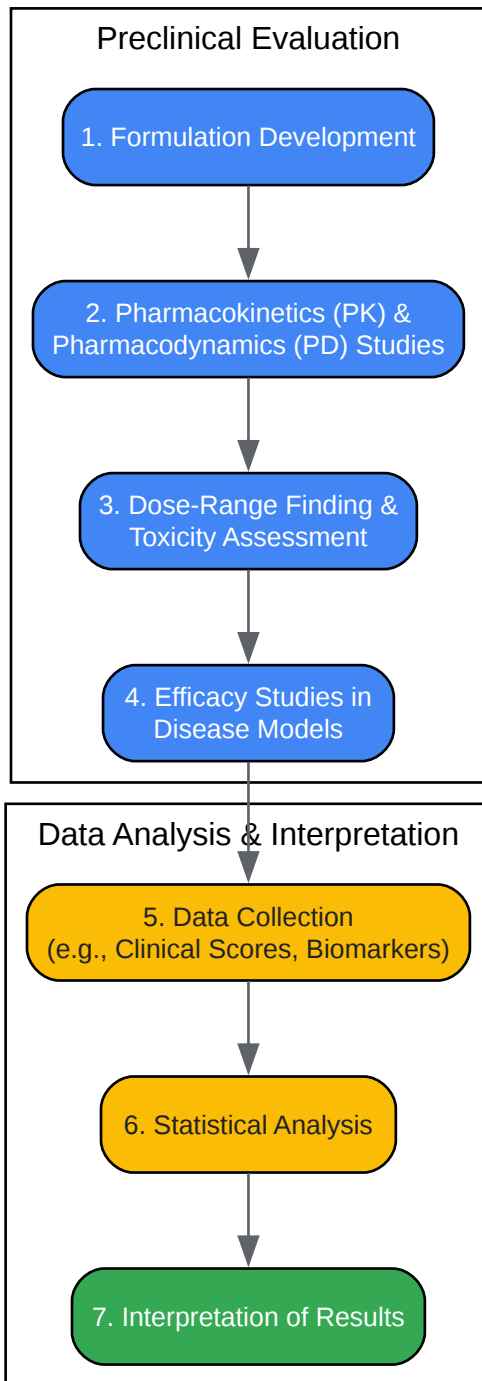 Preclinical Evaluation
1. Formulation Development
2. Pharmacokinetics (PK) &
Pharmacodynamics (PD) Studies
3. Dose-Range Finding &
Toxicity Assessment
4. Efficacy Studies in
Disease Models
Data Analysis & Interpretation
5. Data Collection
(e.g., Clinical Scores, Biomarkers)
6. Statistical Analysis
7. Interpretation of Results